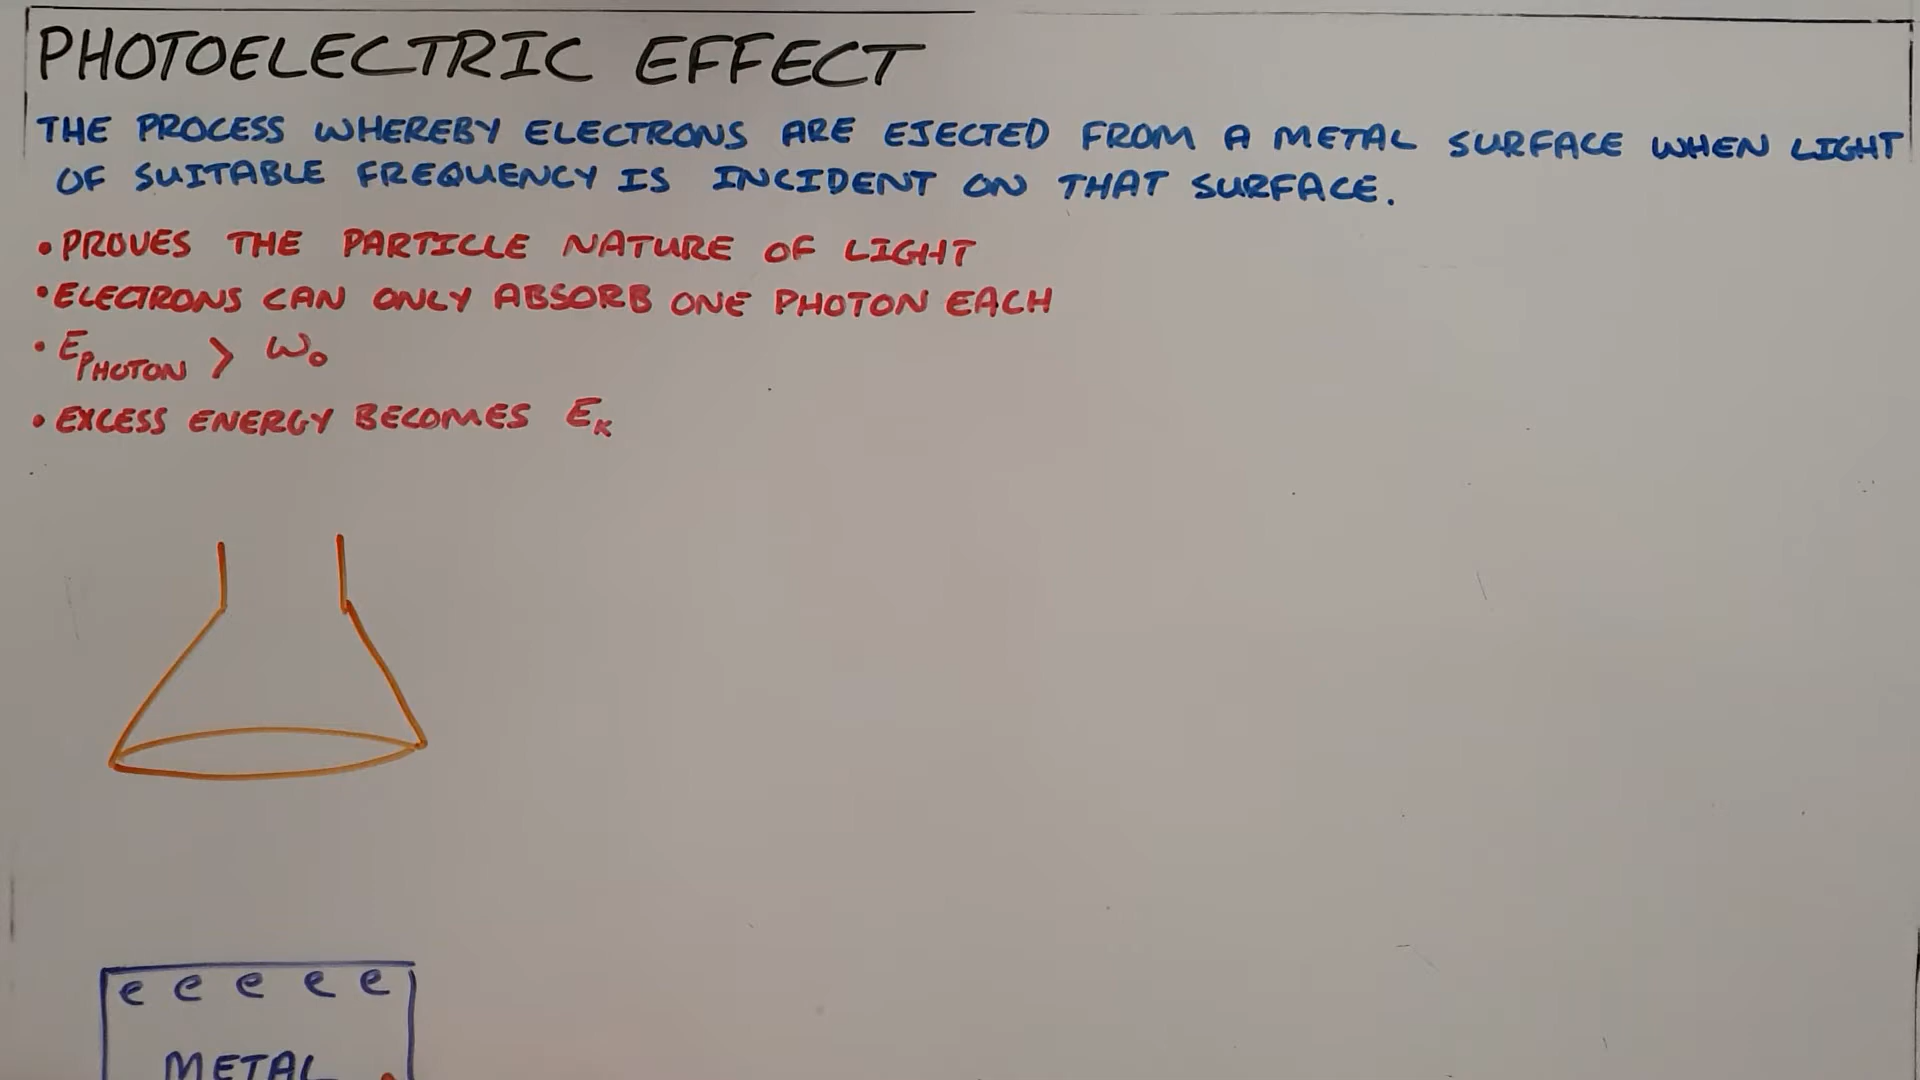 PHOTOELECTRIC EFFECT
THE PROCESS WHEREBY ELECTRONS ARE EJECTED FROM A METAL SURFACE WHEN LIGHT
OF SUITABLE FREQUENCY IS INCIDENT ON THAT SURFACE.
• PROVES THE PARTICLE NATURE OF LIGHT
• ELECTRONS CAN ONLY ABSORB ONE PHOTON EACH
• E_PHOTON > W₀
• EXCESS ENERGY BECOMES E_K
e e e e e
METAL